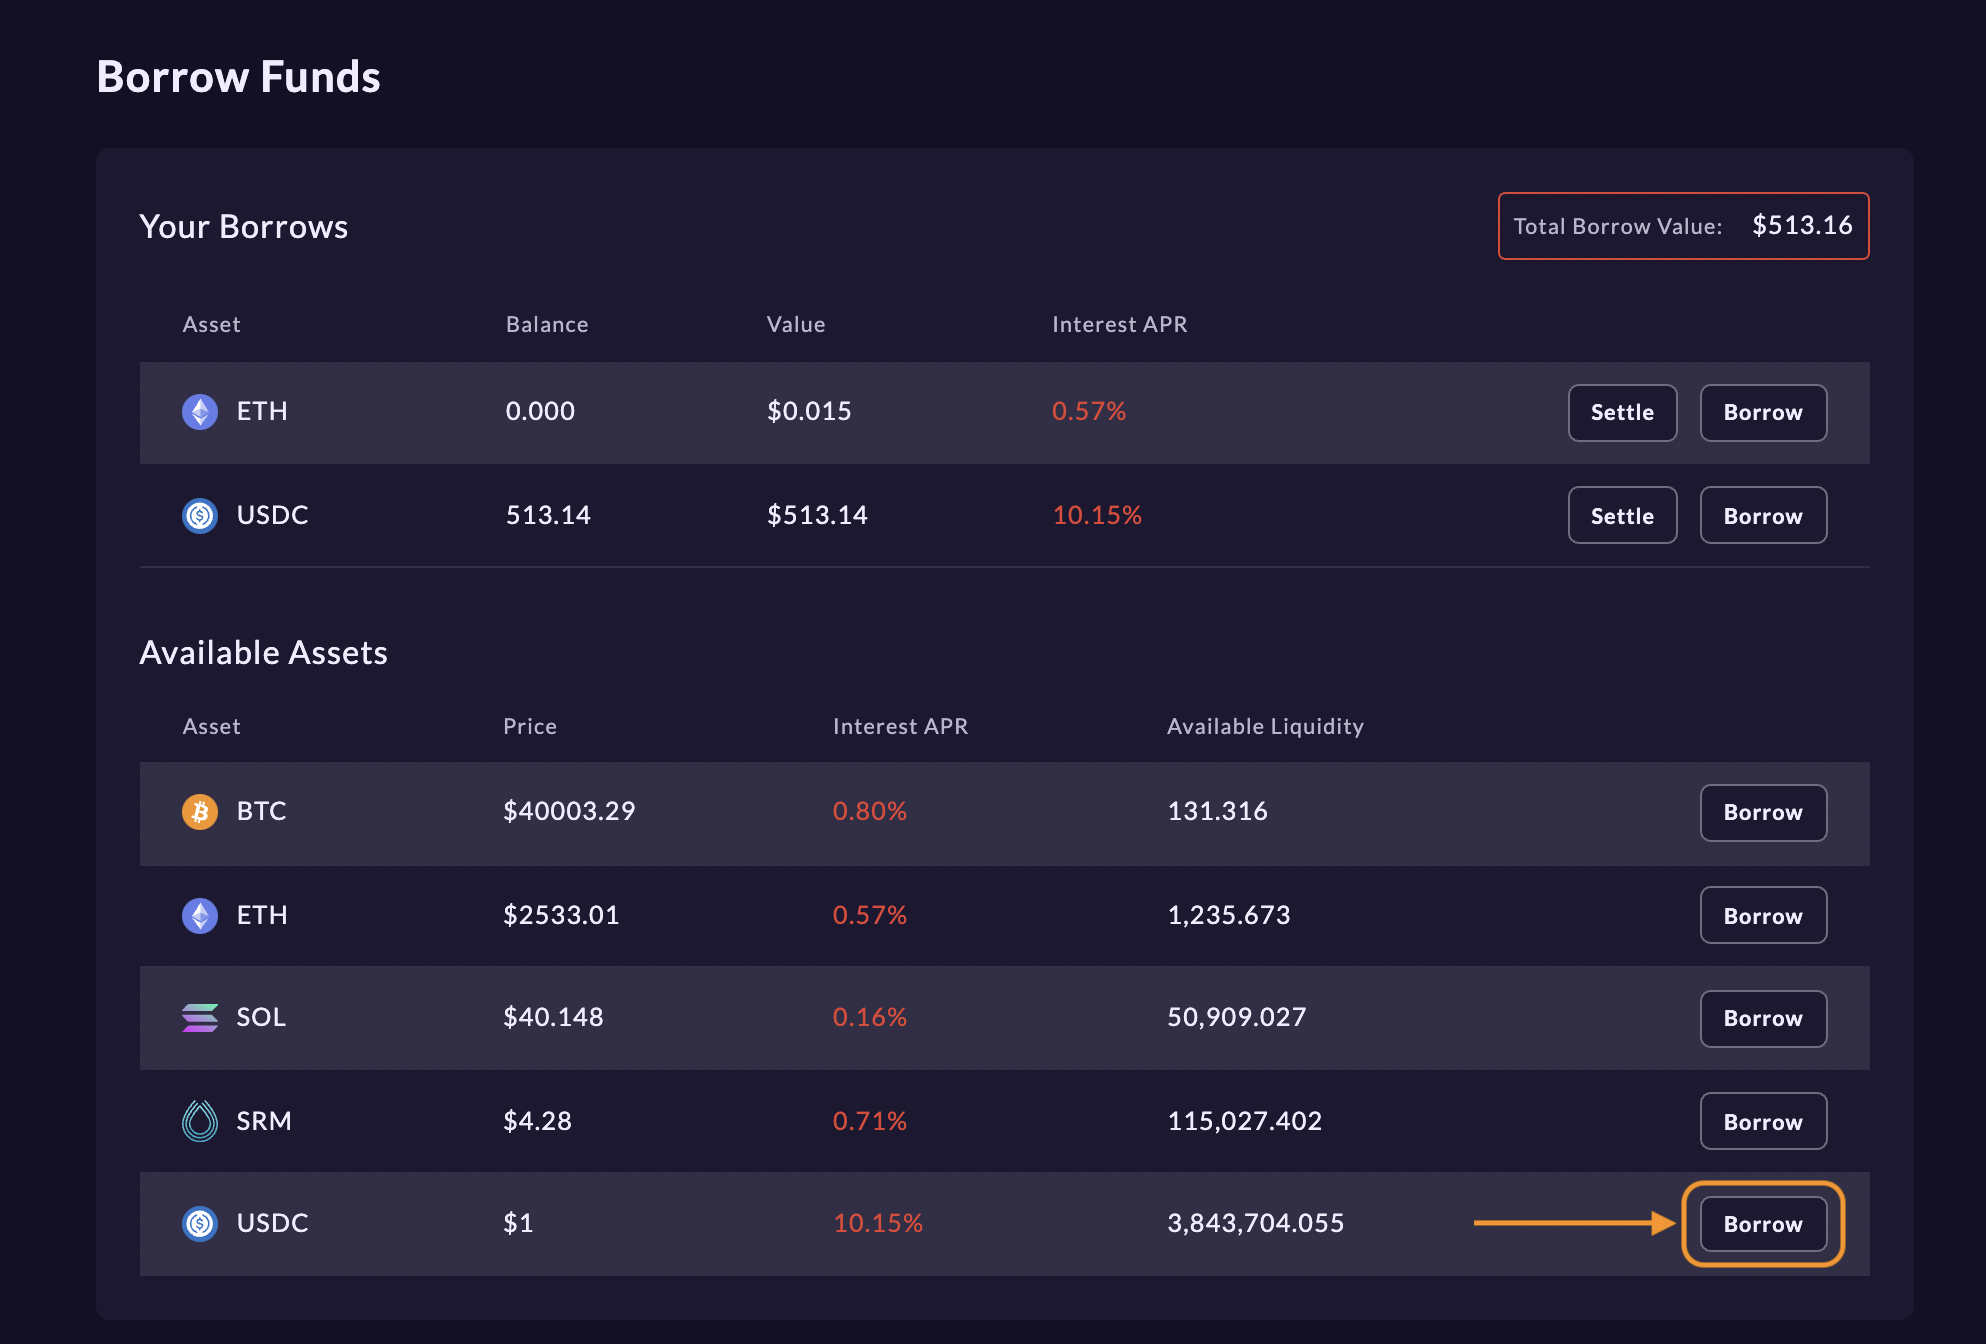 Borrow Funds
Your Borrows
Total Borrow Value: $513.16
Asset Balance Value Interest APR
ETH 0.000 $0.015 0.57% Settle Borrow
USDC 513.14 $513.14 10.15% Settle Borrow
Available Assets
Asset Price Interest APR Available Liquidity
BTC $40003.29 0.80% 131.316 Borrow
ETH $2533.01 0.57% 1,235.673 Borrow
SOL $40.148 0.16% 50,909.027 Borrow
SRM $4.28 0.71% 115,027.402 Borrow
USDC $1 10.15% 3,843,704.055 Borrow